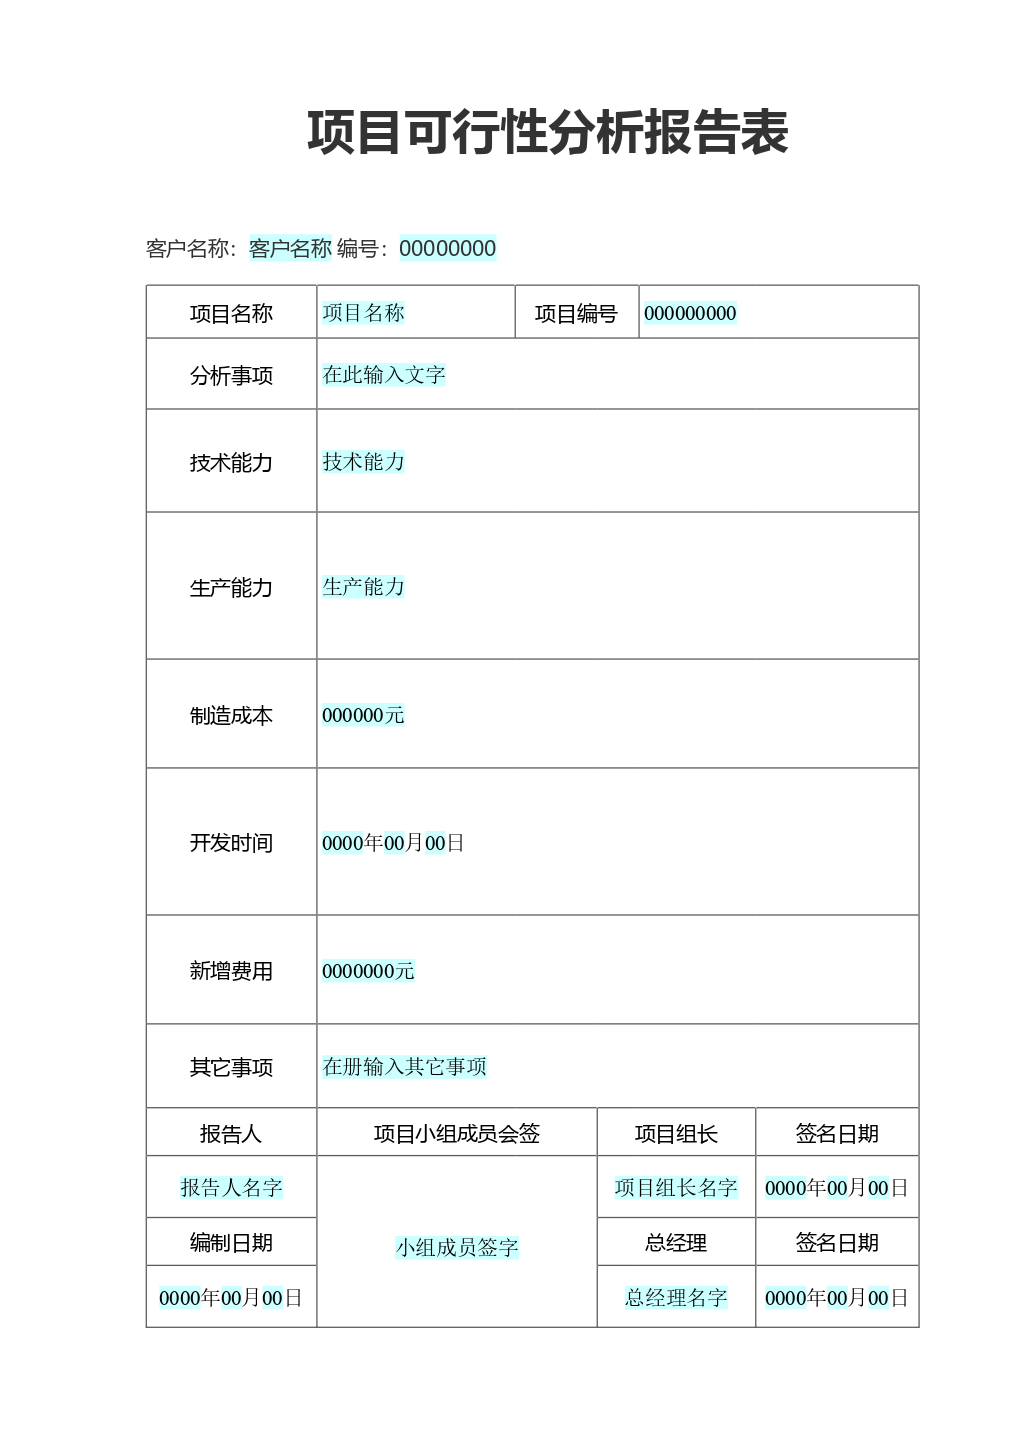 项目可行性分析报告表
客户名称：客户名称 编号：00000000
项目名称 项目名称 项目编号 000000000
分析事项 在此输入文字
技术能力 技术能力
生产能力 生产能力
制造成本 000000元
开发时间 0000年00月00日
新增费用 0000000元
其它事项 在册输入其它事项
报告人 项目小组成员会签 项目组长 签名日期
报告人名字 项目组长名字 0000年00月00日
编制日期 小组成员签字 总经理 签名日期
0000年00月00日 总经理名字 0000年00月00日